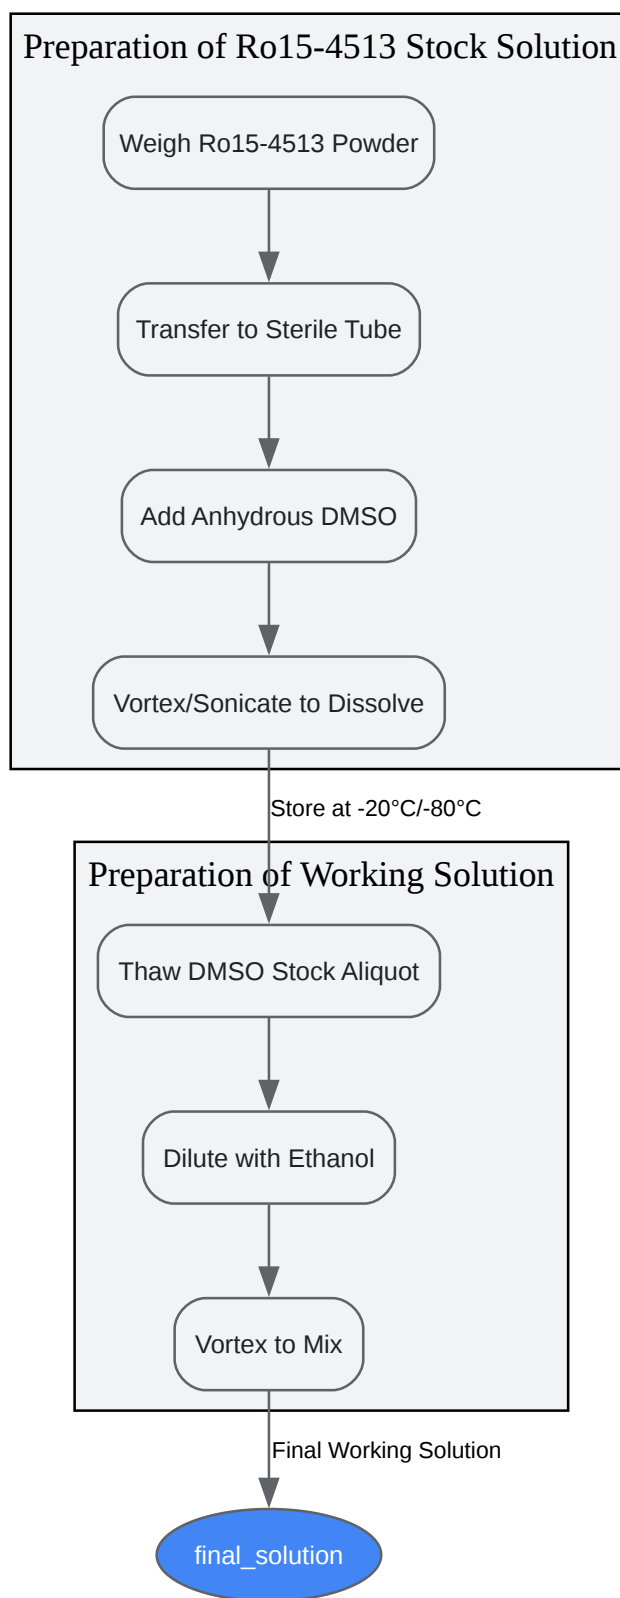 Preparation of Ro15-4513 Stock Solution
Weigh Ro15-4513 Powder
Transfer to Sterile Tube
Add Anhydrous DMSO
Vortex/Sonicate to Dissolve
Store at -20°C/-80°C
Preparation of Working Solution
Thaw DMSO Stock Aliquot
Dilute with Ethanol
Vortex to Mix
Final Working Solution
final_solution